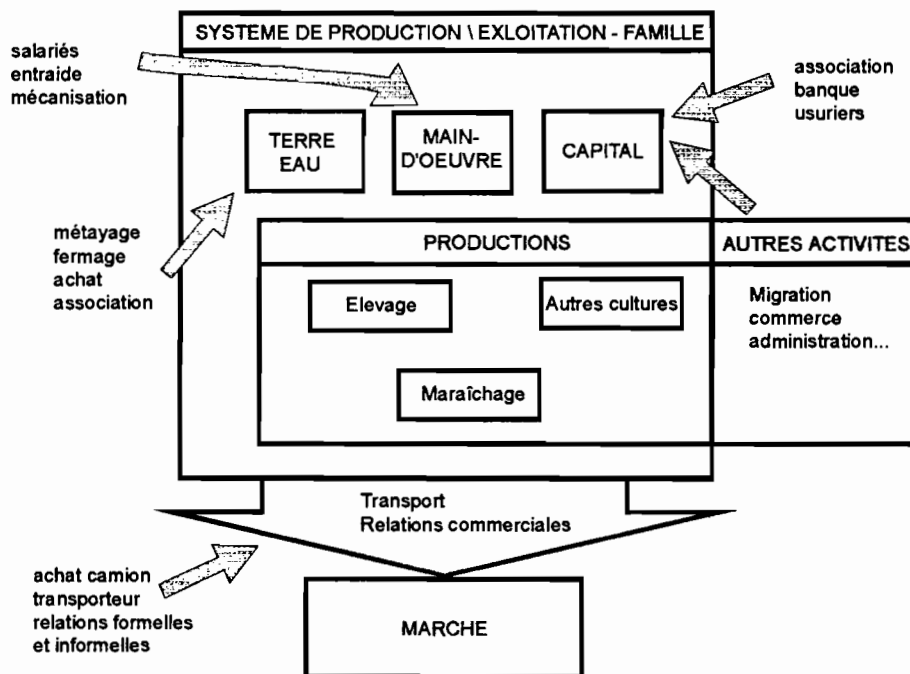 SYSTEME DE PRODUCTION \ EXLOITATION - FAMILLE
salariés
entraide
mécanisation
association
banque
usuriers
TERRE
EAU
MAIN-
D'OEUVRE
CAPITAL
métayage
fermage
achat
association
PRODUCTIONS
AUTRES ACTIVITES
Elevage
Autres cultures
Maraîchage
Migration
commerce
administration...
Transport
Relations commerciales
achat camion
transporteur
relations formelles
et informelles
MARCHE